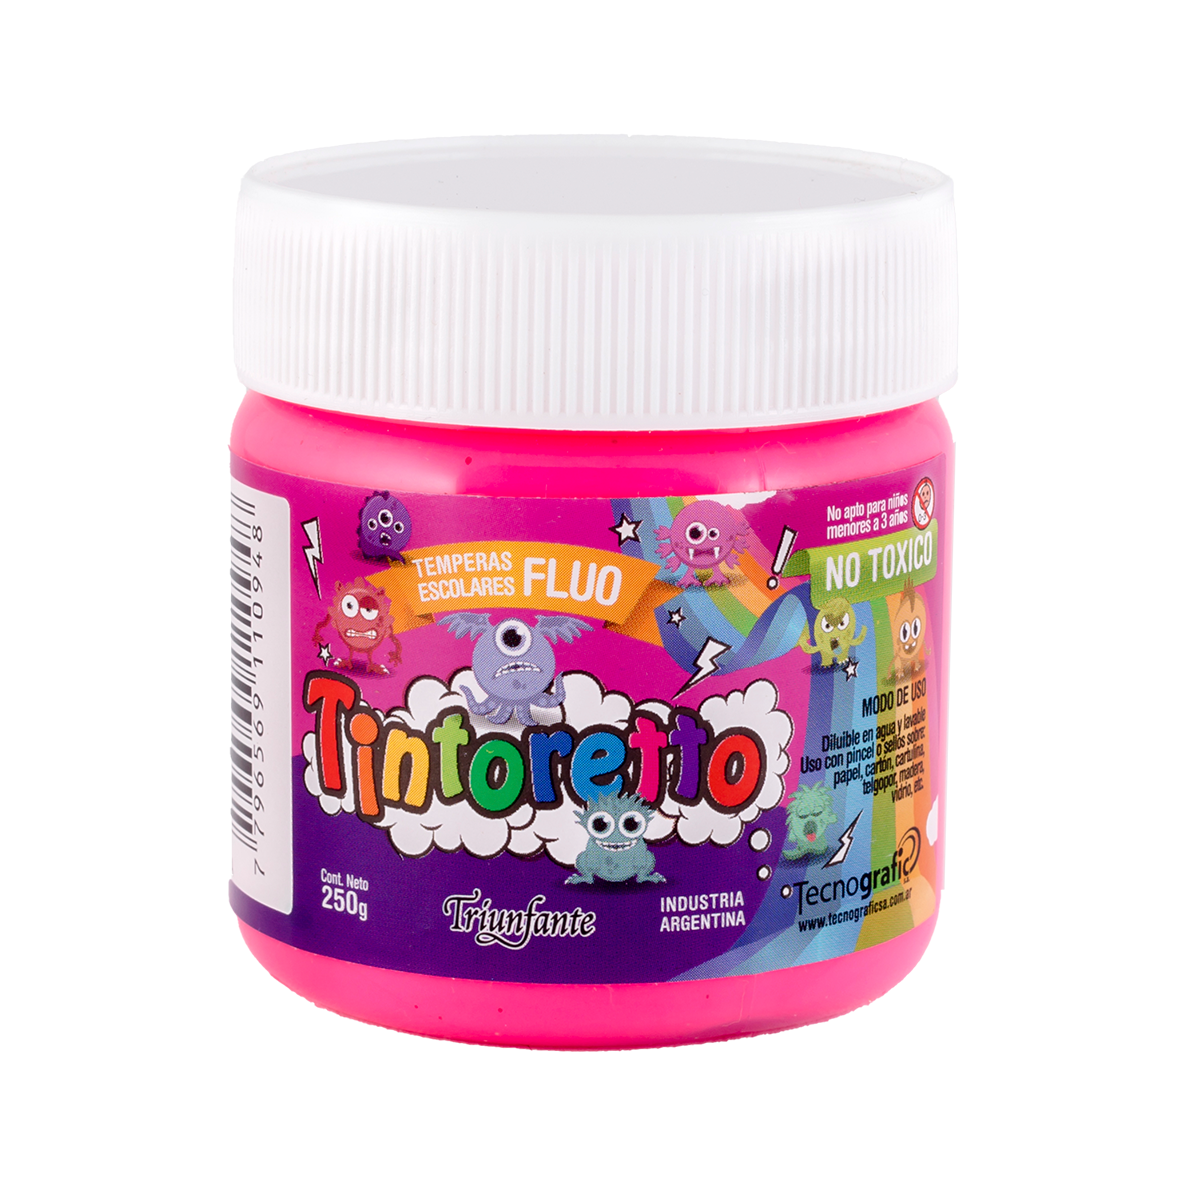 No apto para niños
menores a 3 años
NO TOXICO
TEMPERAS
ESCOLARES
FLUO
Tintoretto
MODO DE USO
Diluible en agua y lavable
Uso con pincel o sellos sobre:
papel, cartón, cartulina,
telgopor, madera,
vidrio, etc.
Cont. Neto
250g
Triunfante
INDUSTRIA
ARGENTINA
Tecnografic
www.tecnograficsa.com.ar
7 796569 110948